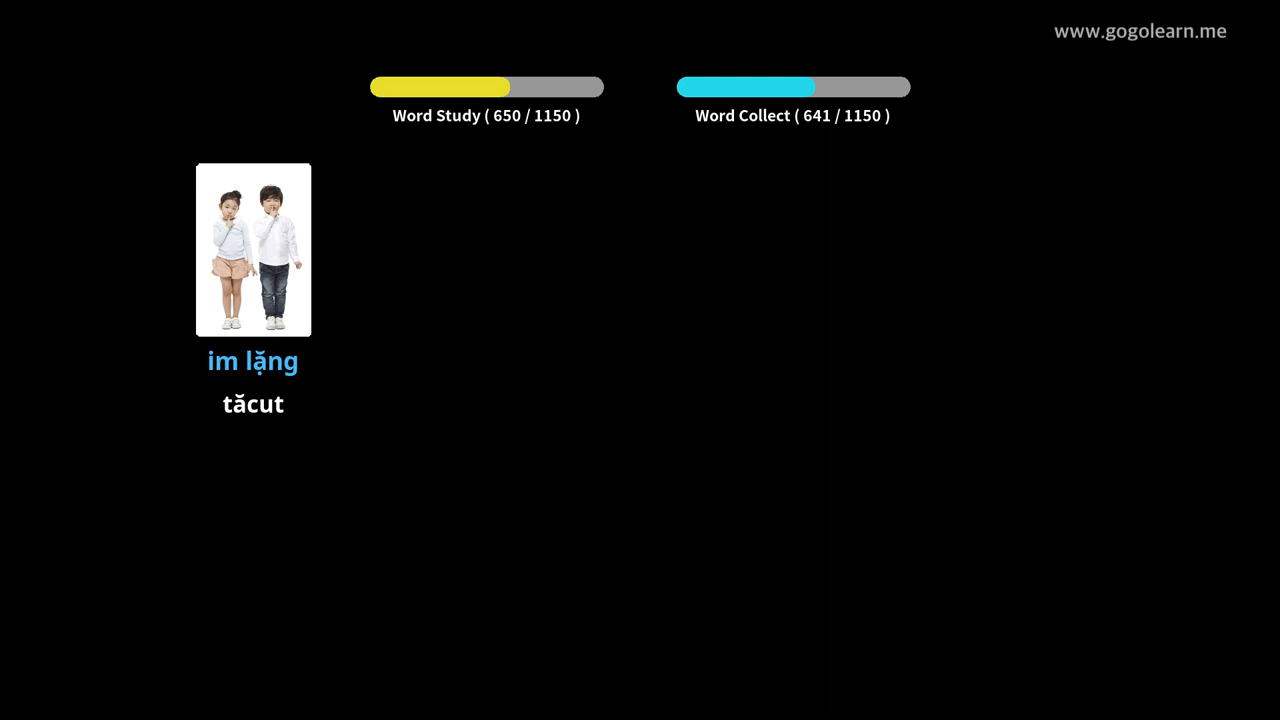 www.gogolearn.me
Word Study ( 650 / 1150 )
Word Collect ( 641 / 1150 )
im lặng
tăcut